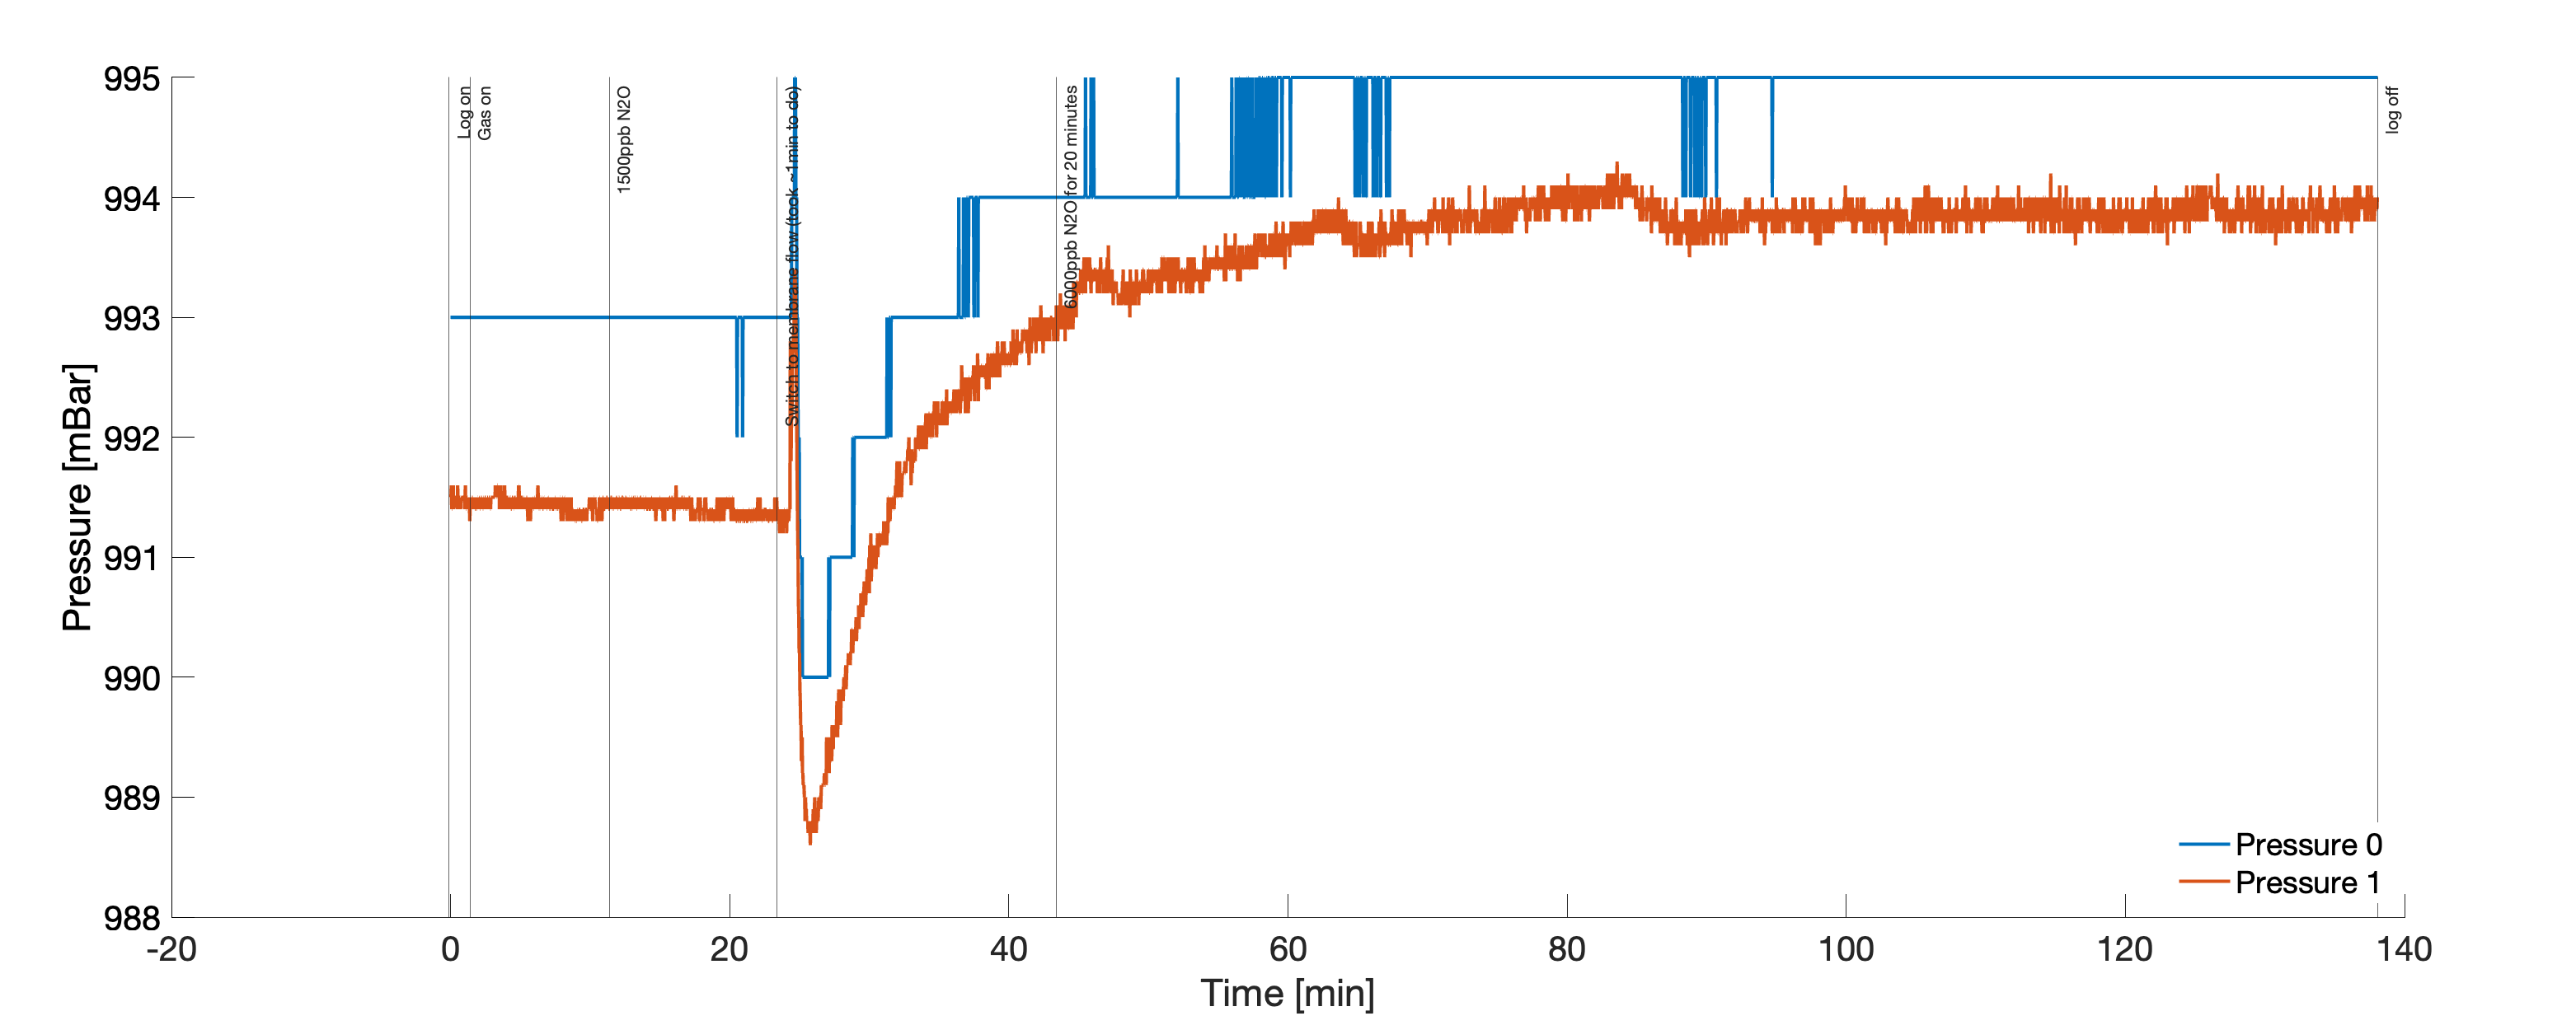 995
994
993
992
991
990
989
988
Pressure [mBar]
Log on
Gas on
1500ppb N2O
Switch to membrane flow (took ~1min to do)
6000ppb N2O for 20 minutes
log off
Pressure 0
Pressure 1
-20 0 20 40 60 80 100 120 140
Time [min]